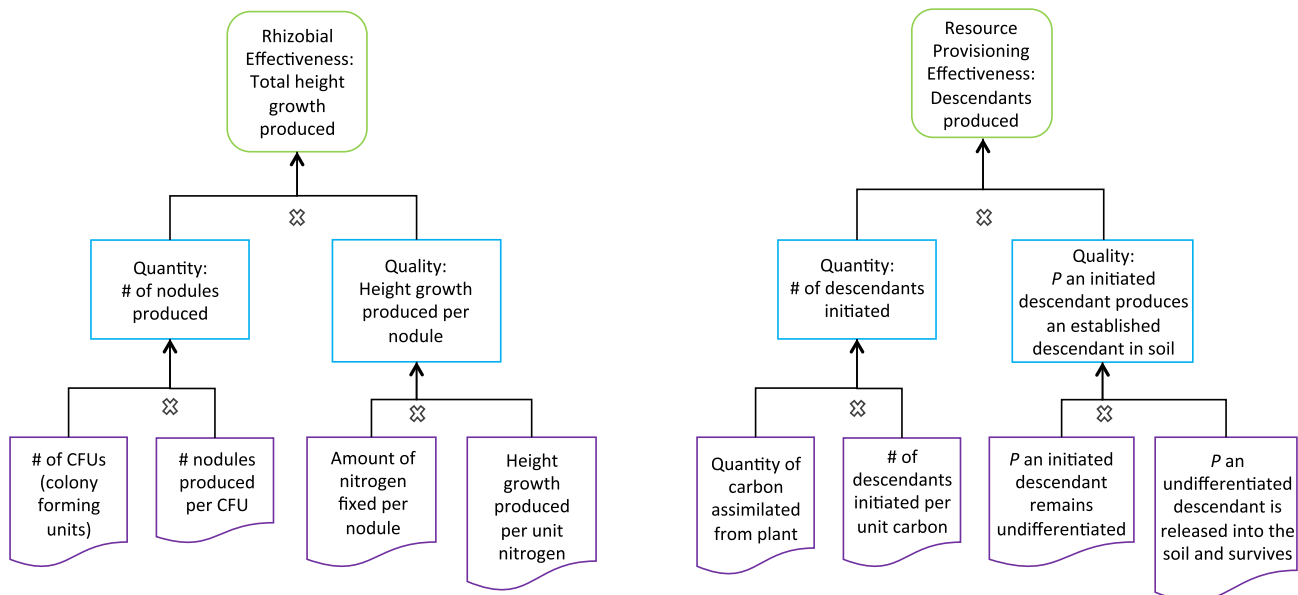 Rhizobial
Effectiveness:
Total height
growth
produced
Quantity:
# of nodules
produced
Quality:
Height growth
produced per
nodule
# of CFUs
(colony
forming
units)
# nodules
produced
per CFU
Amount of
nitrogen
fixed per
nodule
Height
growth
produced
per unit
nitrogen
Resource
Provisioning
Effectiveness:
Descendants
produced
Quantity:
# of descendants
initiated
Quality:
P an initiated
descendant produces
an established
descendant in soil
Quantity of
carbon
assimilated
from plant
# of
descendants
initiated per
unit carbon
P an initiated
descendant
remains
undifferentiated
P an
undifferentiated
descendant is
released into the
soil and survives